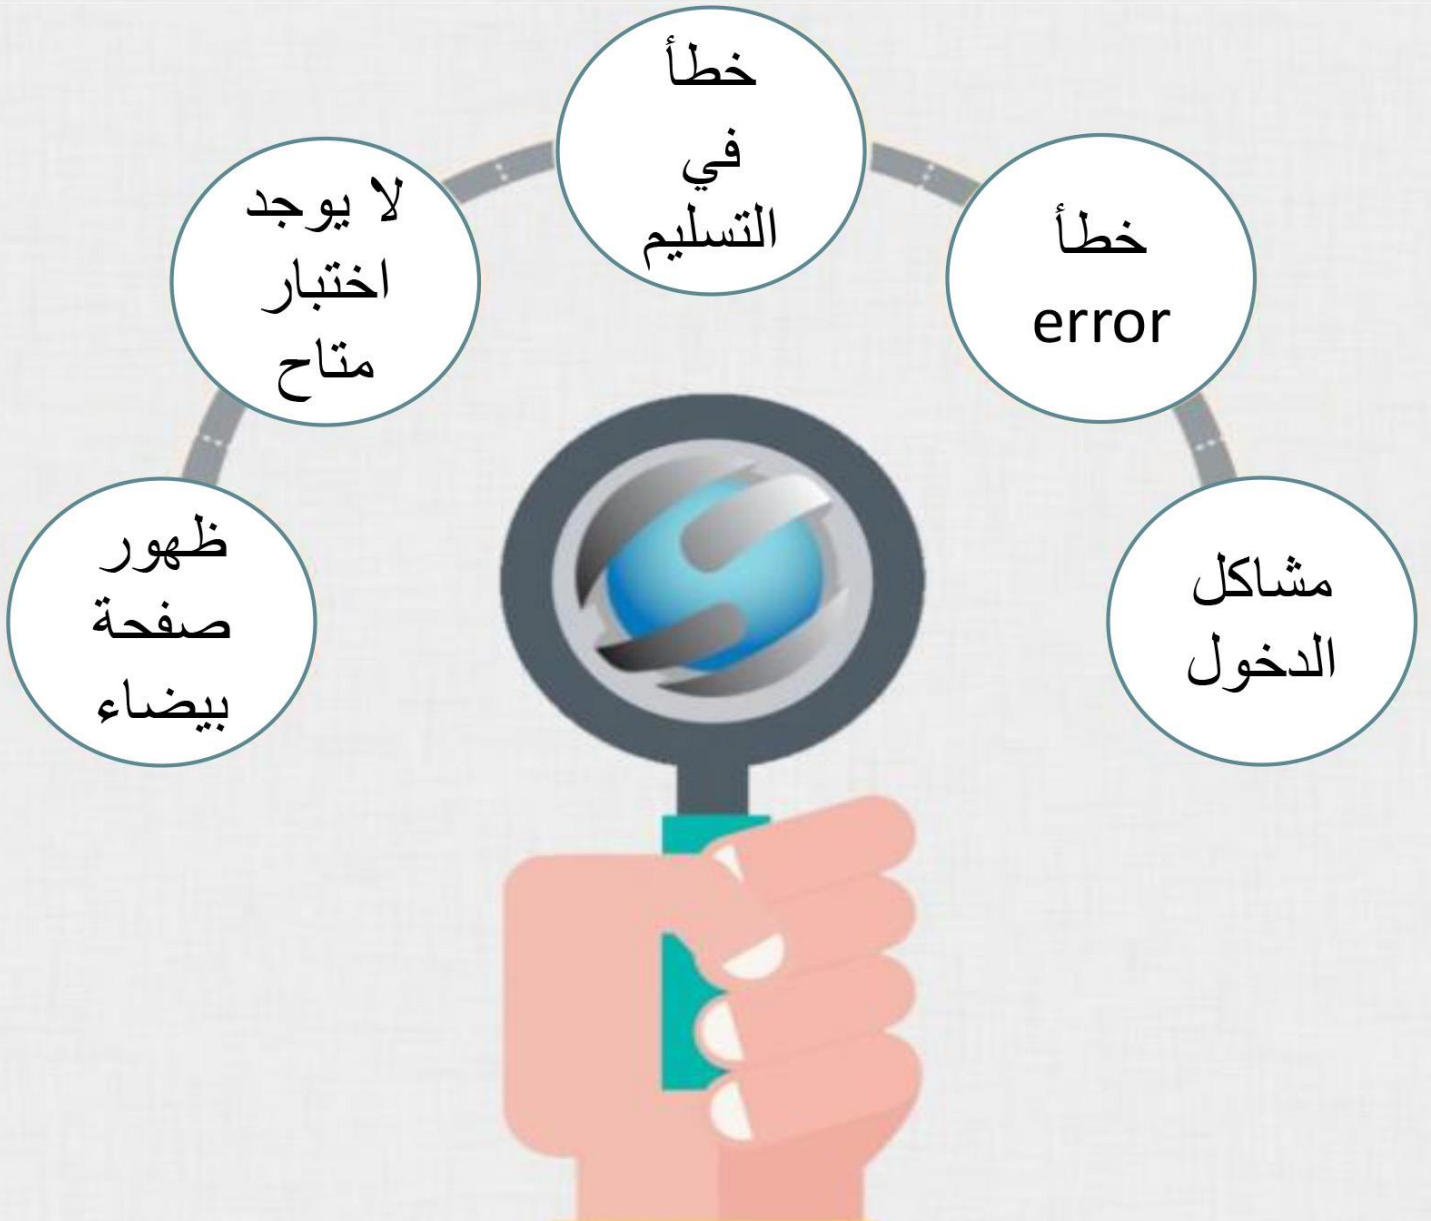 مشاكل
الدخول
خطأ
error
خطأ
في
التسليم
لا يوجد
اختبار
متاح
ظهور
صفحة
بيضاء